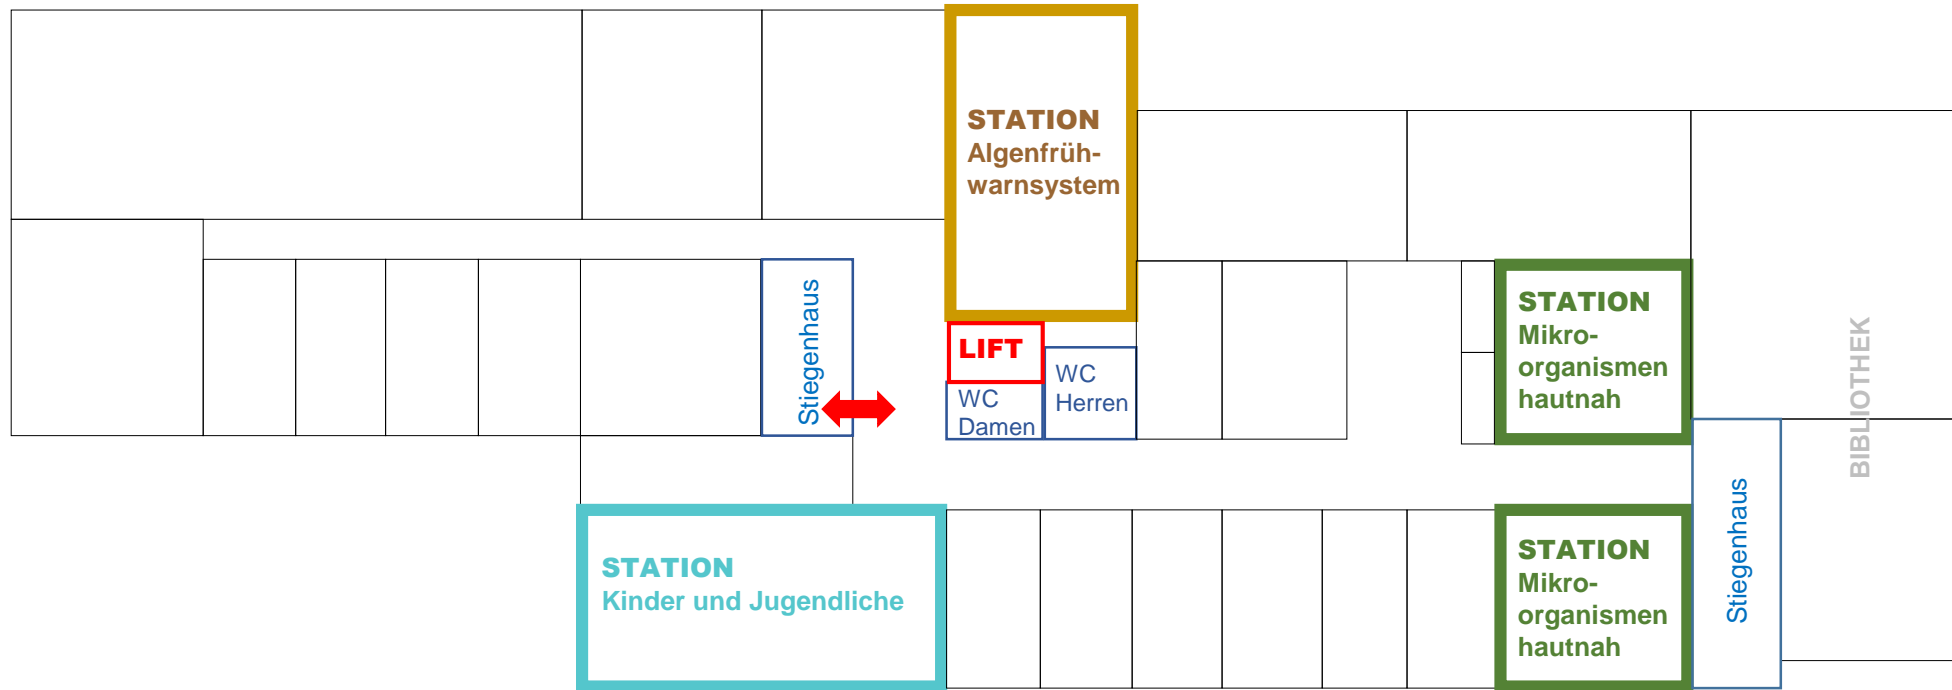 STATION
Algenfrüh-
warnsystem
Stiegenhaus
LIFT
WC
Damen
WC
Herren
STATION
Mikro-
organismen
hautnah
BIBLIOTHEK
STATION
Kinder und Jugendliche
STATION
Mikro-
organismen
hautnah
Stiegenhaus